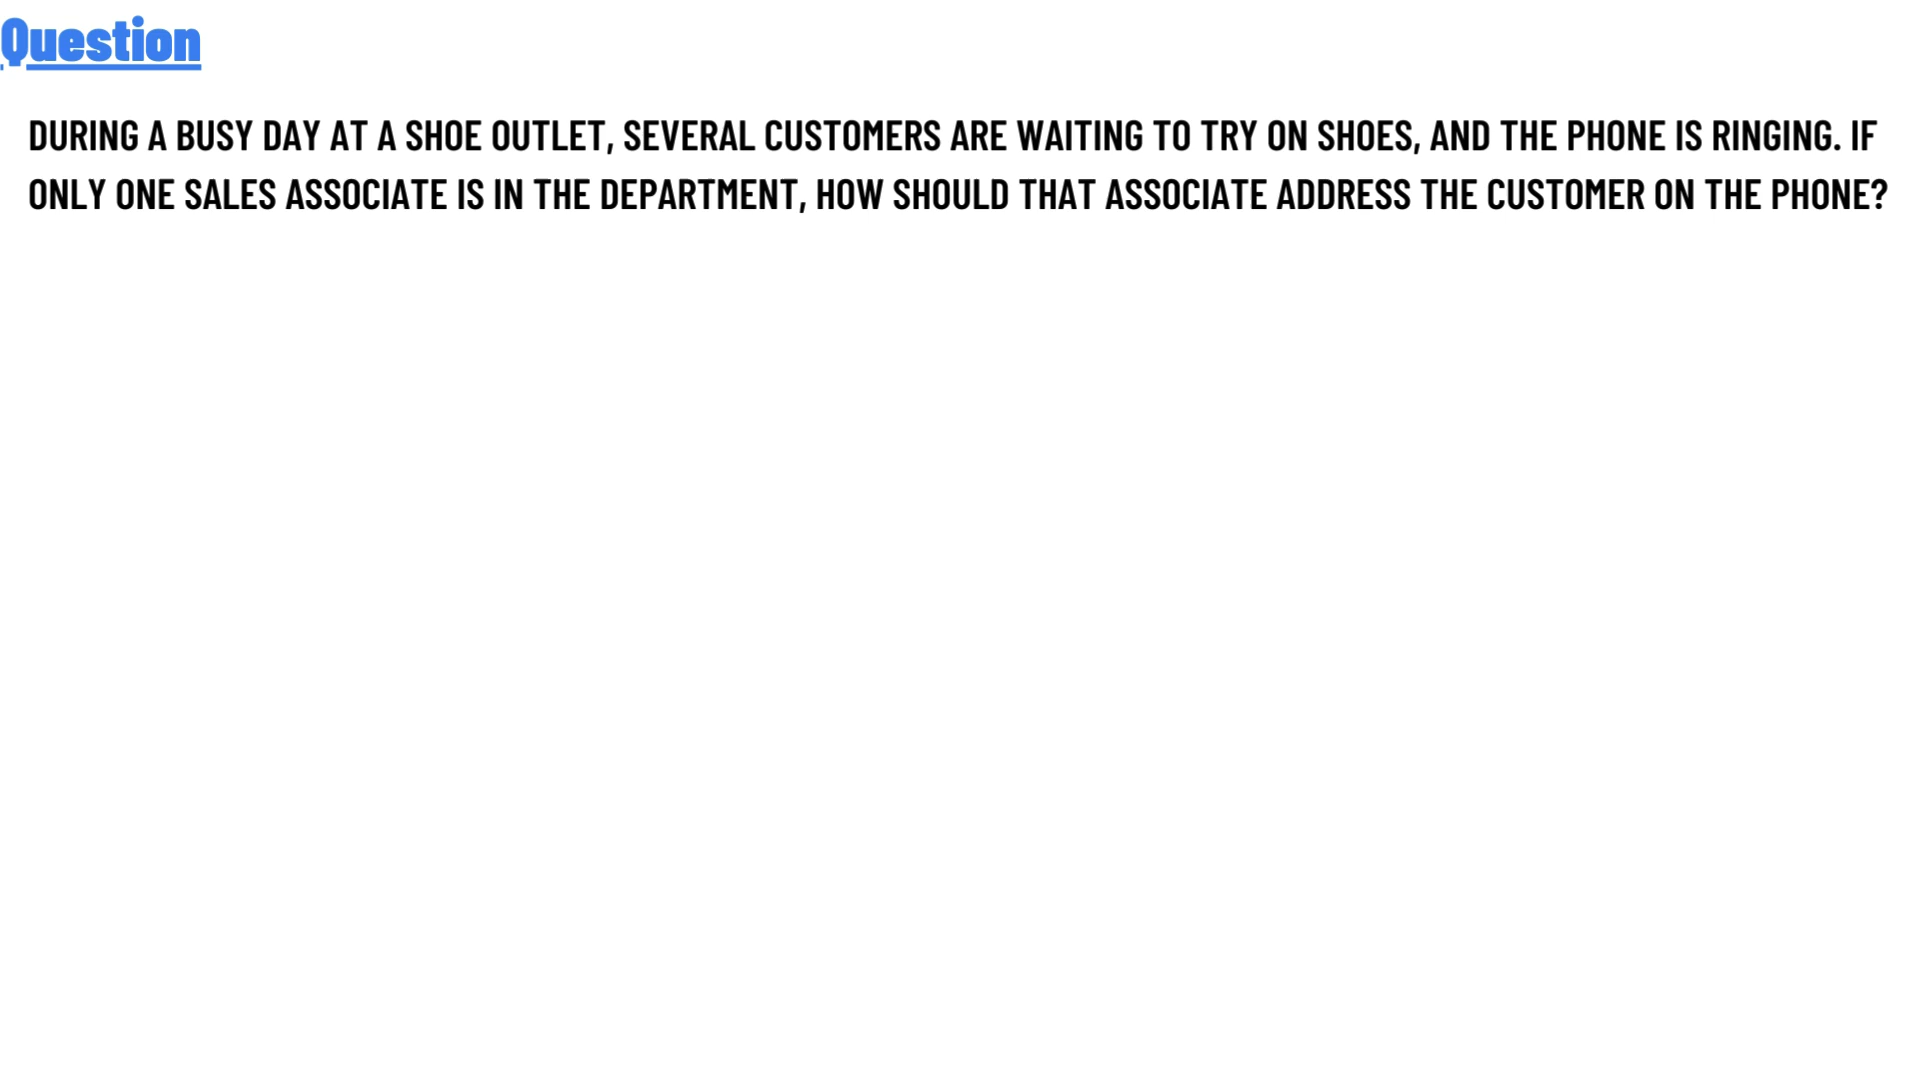 Question
DURING A BUSY DAY AT A SHOE OUTLET, SEVERAL CUSTOMERS ARE WAITING TO TRY ON SHOES, AND THE PHONE IS RINGING. IF
ONLY ONE SALES ASSOCIATE IS IN THE DEPARTMENT, HOW SHOULD THAT ASSOCIATE ADDRESS THE CUSTOMER ON THE PHONE?